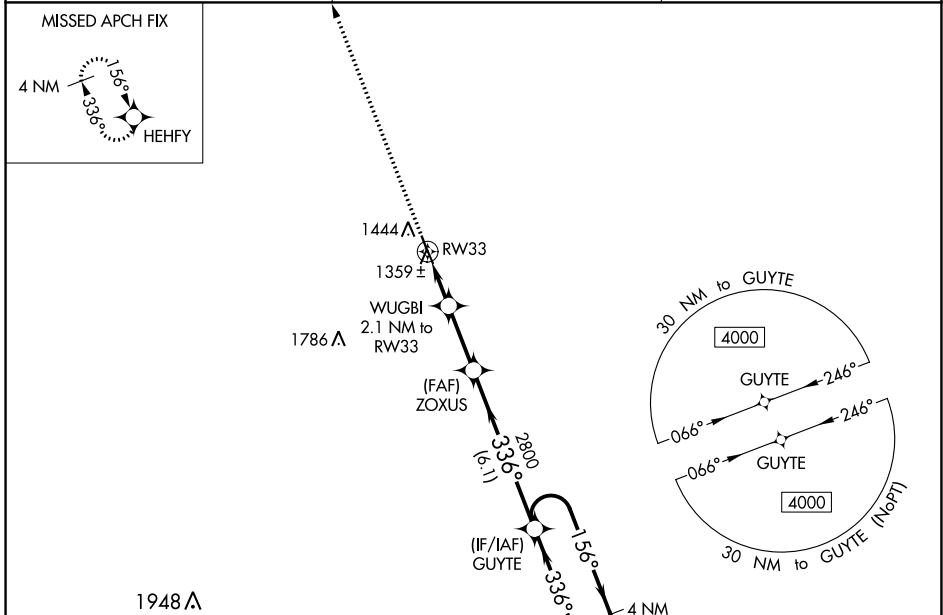 MISSED APCH FIX
4 NM
156°
336°
HEHFY
1444
RW33
1359 ±
WUGBI
2.1 NM to
RW33
1786
(FAF)
ZOXUS
2800
336°
(6.1)
(IF/IAF)
GUYTE
156°
336°
4 NM
1948
30 NM to GUYTE
4000
GUYTE
246°
066°
246°
066°
GUYTE
4000
30 NM to GUYTE (NoPT)